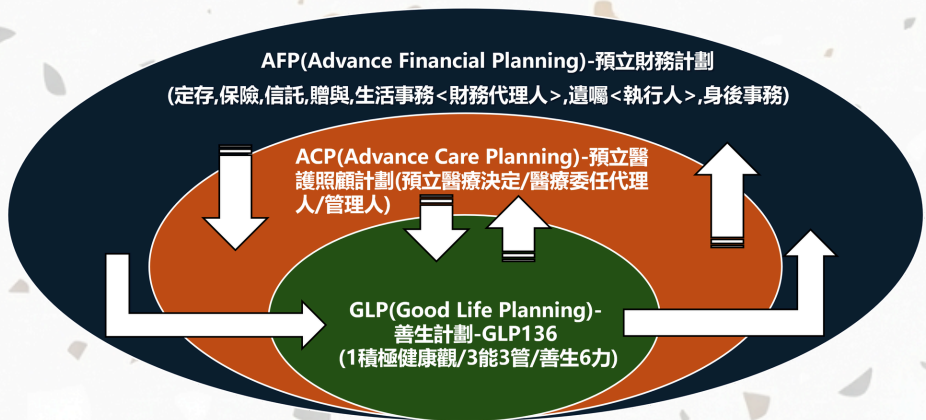 AFP(Advance Financial Planning)-預立財務計劃
(定存,保險,信託,贈與,生活事務<財務代理人>,遺囑<執行人>,身後事務)
ACP(Advance Care Planning)-預立醫
護照顧計劃(預立醫療決定/醫療委任代理
人/管理人)
GLP(Good Life Planning)-
善生計劃-GLP136
(1積極健康觀/3能3管/善生6力)